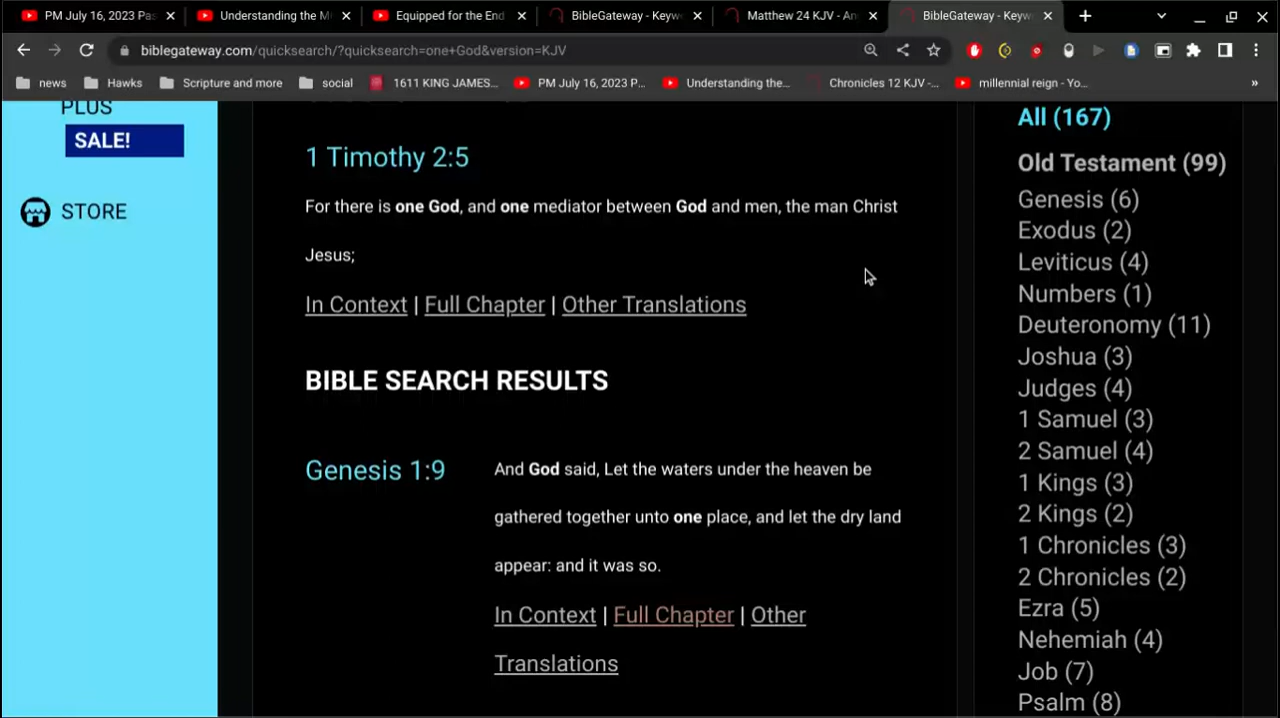 PM July 16, 2023 Pas
Understanding the M
Equipped for the End
BibleGateway - Keyw
Matthew 24 KJV - An
BibleGateway - Keyw
biblegateway.com/quicksearch/?quicksearch=one+God&version=KJV
news
Hawks
Scripture and more
social
1611 KING JAMES...
PM July 16, 2023 P...
Understanding the...
Chronicles 12 KJV -...
millennial reign - Yo...
»
PLUS
SALE!
STORE
1 Timothy 2:5
For there is one God, and one mediator between God and men, the man Christ
Jesus;
In Context | Full Chapter | Other Translations
BIBLE SEARCH RESULTS
Genesis 1:9
And God said, Let the waters under the heaven be
gathered together unto one place, and let the dry land
appear: and it was so.
In Context | Full Chapter | Other
Translations
All (167)
Old Testament (99)
Genesis (6)
Exodus (2)
Leviticus (4)
Numbers (1)
Deuteronomy (11)
Joshua (3)
Judges (4)
1 Samuel (3)
2 Samuel (4)
1 Kings (3)
2 Kings (2)
1 Chronicles (3)
2 Chronicles (2)
Ezra (5)
Nehemiah (4)
Job (7)
Psalm (8)